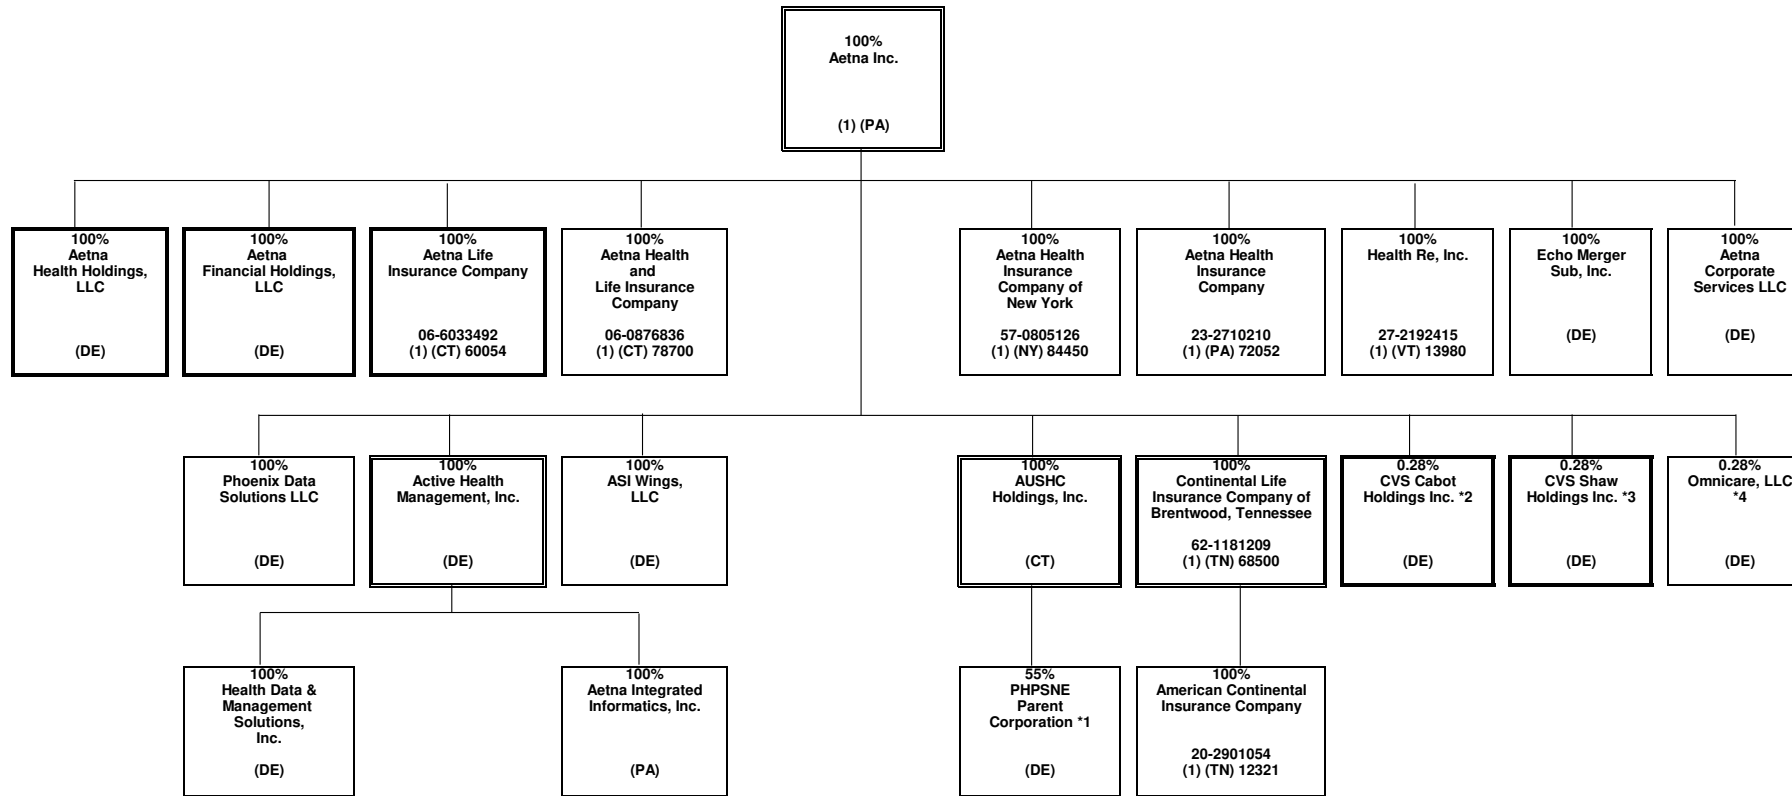 100%
Aetna Inc.
(1) (PA)
100%
Aetna
Health Holdings,
LLC
(DE)
100%
Aetna
Financial Holdings,
LLC
(DE)
100%
Aetna Life
Insurance Company
06-6033492
(1) (CT) 60054
100%
Aetna Health
and
Life Insurance
Company
06-0876836
(1) (CT) 78700
100%
Aetna Health
Insurance
Company of
New York
57-0805126
(1) (NY) 84450
100%
Aetna Health
Insurance
Company
23-2710210
(1) (PA) 72052
100%
Health Re, Inc.
27-2192415
(1) (VT) 13980
100%
Echo Merger
Sub, Inc.
(DE)
100%
Aetna
Corporate
Services LLC
(DE)
100%
Phoenix Data
Solutions LLC
(DE)
100%
Active Health
Management, Inc.
(DE)
100%
ASI Wings,
LLC
(DE)
100%
AUSHC
Holdings, Inc.
(CT)
100%
Continental Life
Insurance Company of
Brentwood, Tennessee
62-1181209
(1) (TN) 68500
0.28%
CVS Cabot
Holdings Inc. *2
(DE)
0.28%
CVS Shaw
Holdings Inc. *3
(DE)
0.28%
Omnicare, LLC
*4
(DE)
100%
Health Data &
Management
Solutions,
Inc.
(DE)
100%
Aetna Integrated
Informatics, Inc.
(PA)
55%
PHPSNE
Parent
Corporation *1
(DE)
100%
American Continental
Insurance Company
20-2901054
(1) (TN) 12321